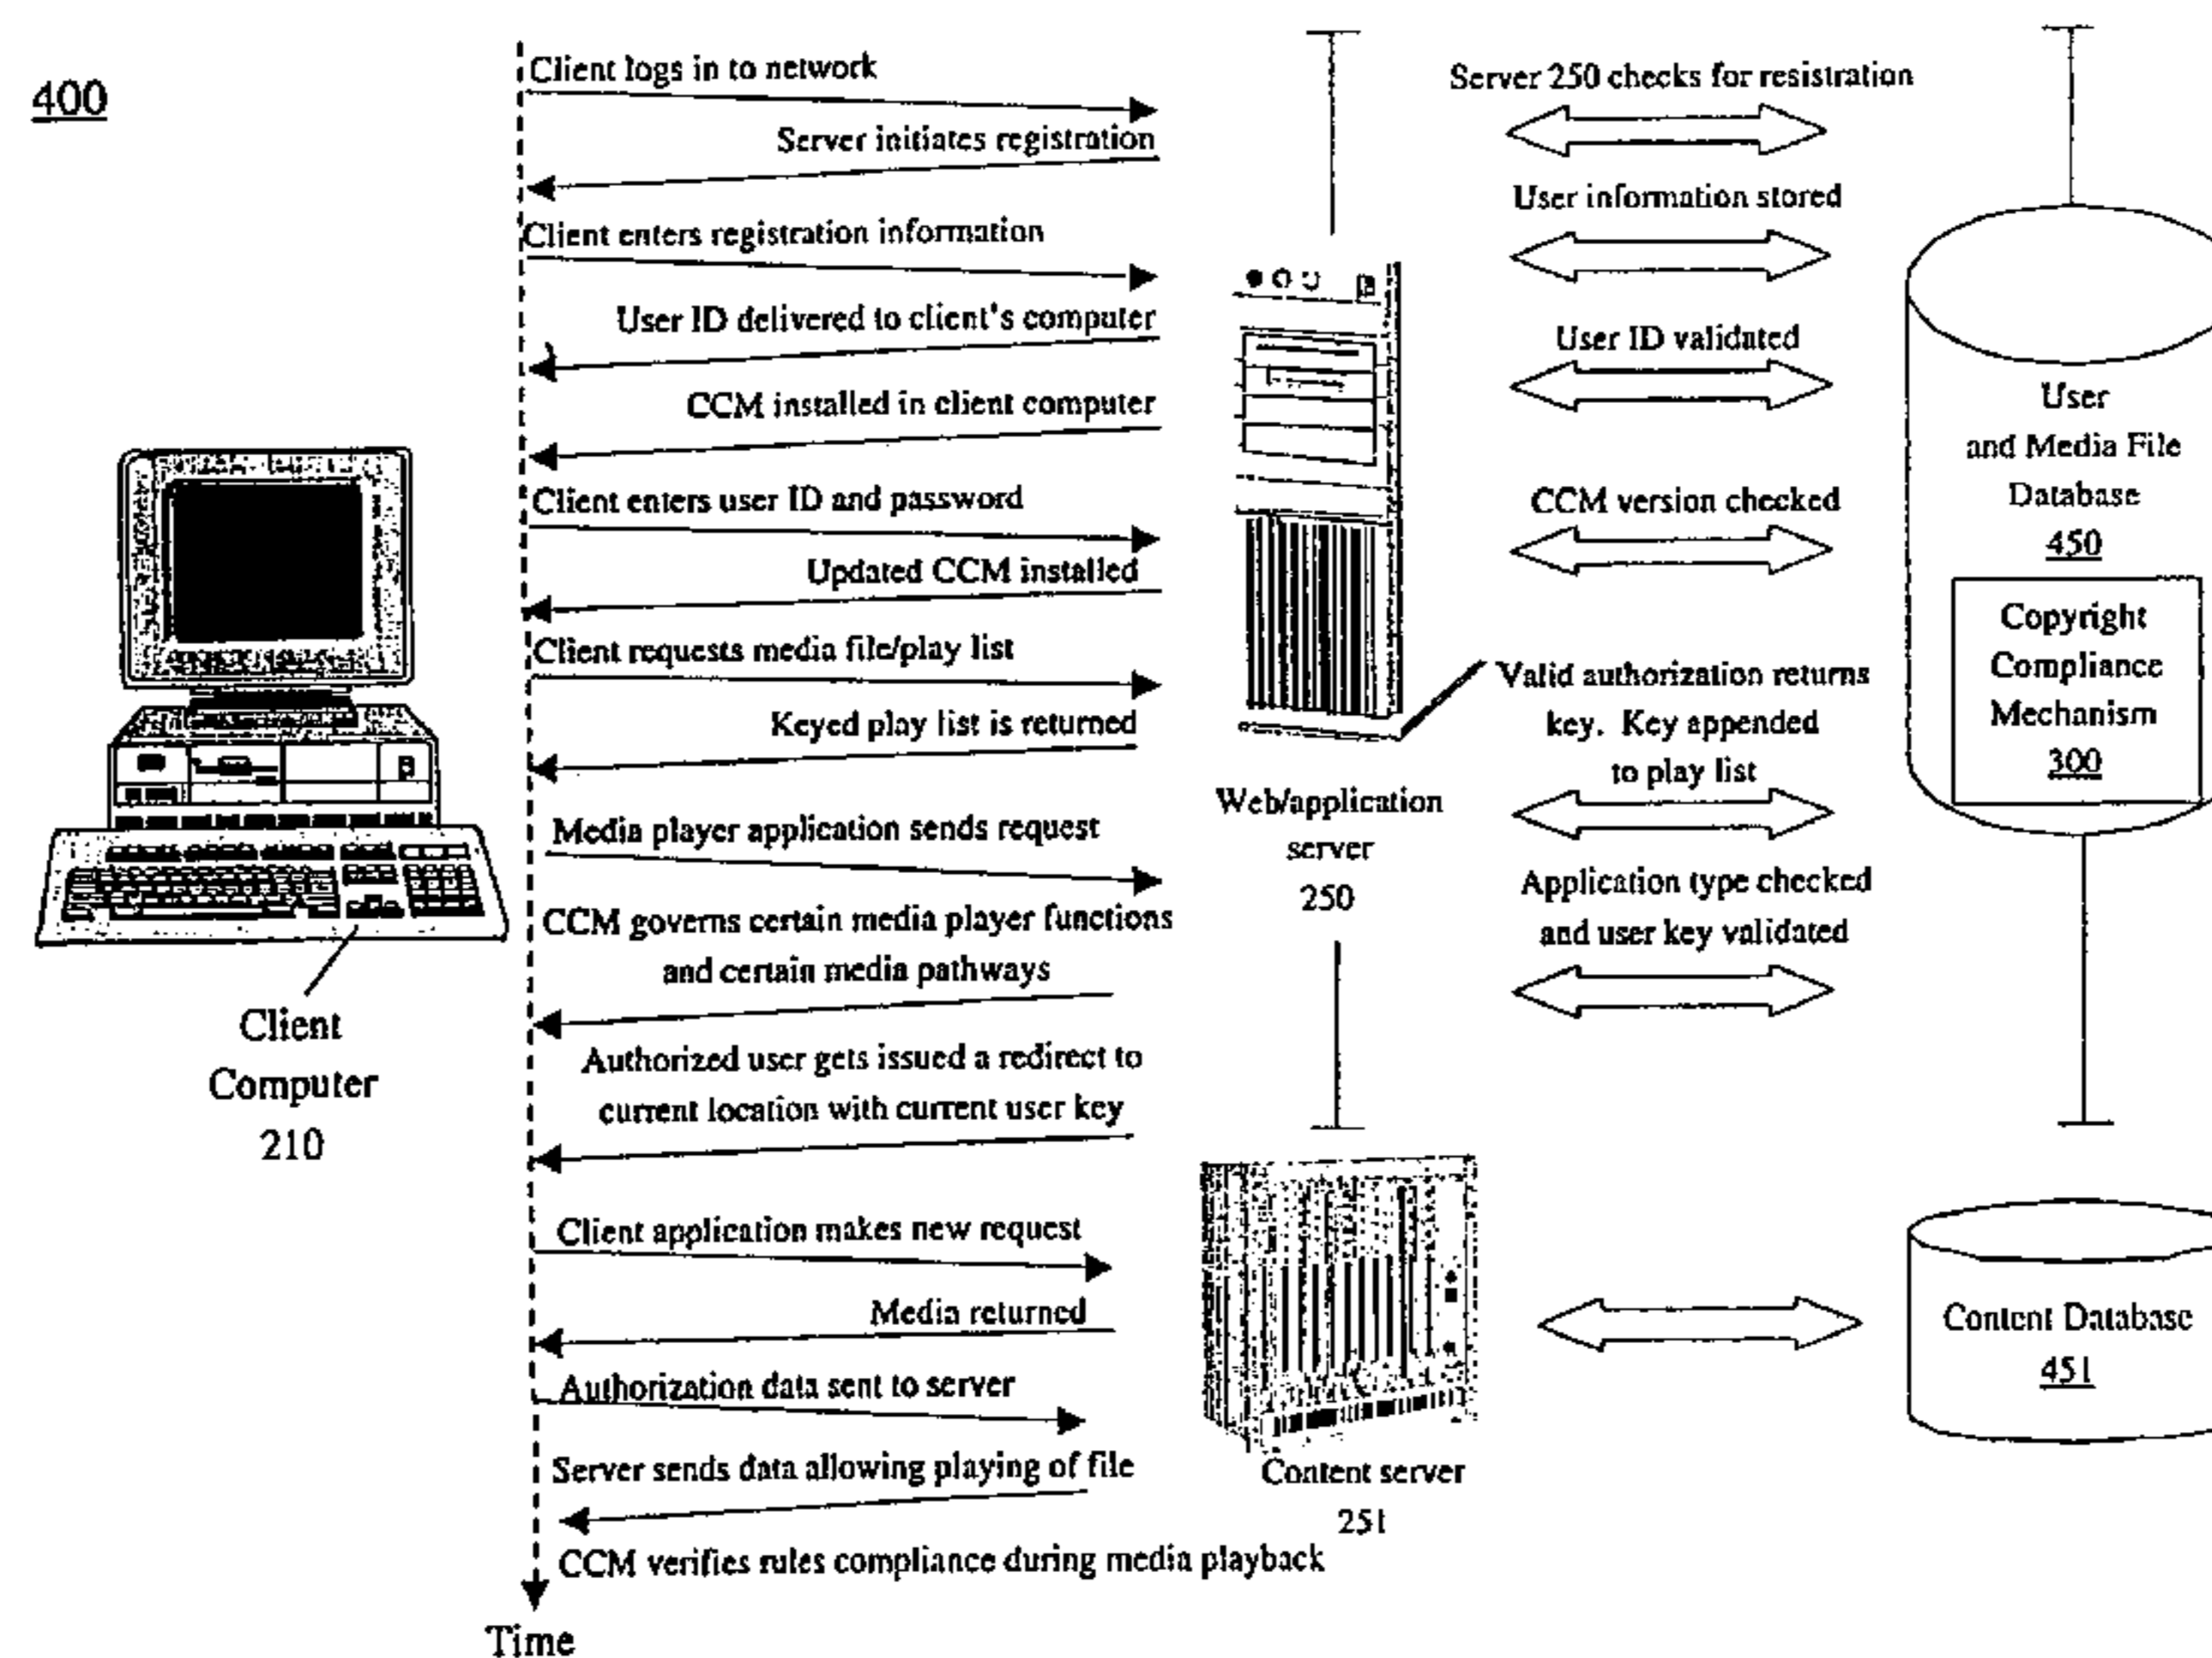 400
Client logs in to network
Server initiates registration
Client enters registration information
User ID delivered to client's computer
CCM installed in client computer
Client enters user ID and password
Updated CCM installed
Client requests media file/play list
Keyed play list is returned
Media player application sends request
CCM governs certain media player functions
and certain media pathways
Authorized user gets issued a redirect to
current location with current user key
Client application makes new request
Media returned
Authorization data sent to server
Server sends data allowing playing of file
CCM verifies rules compliance during media playback
Time
Client
Computer
210
Web/application
server
250
Content server
251
Server 250 checks for resistration
User information stored
User ID validated
CCM version checked
Valid authorization returns
key. Key appended
to play list
Application type checked
and user key validated
User
and Media File
Database
450
Copyright
Compliance
Mechanism
300
Content Database
451